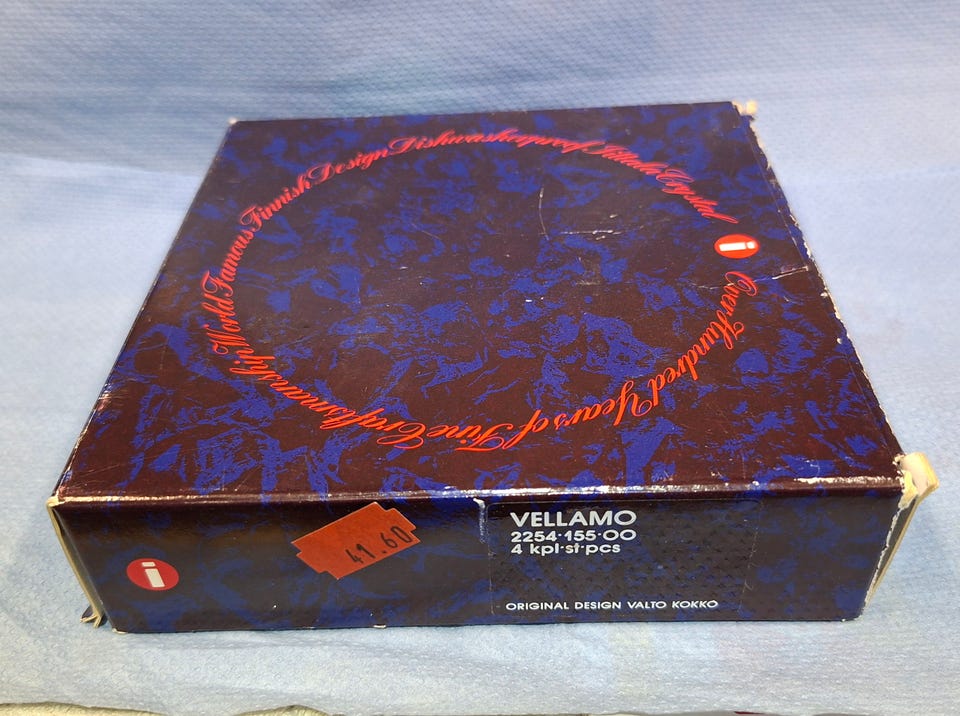 World Famous Finnish Design Dishwasherproof Iittala Crystal
i
Over Hundred Years of Fine Craftsmanship
i
41.60
VELLAMO
2254·155·00
4 kpl·st·pcs
ORIGINAL DESIGN VALTO KOKKO